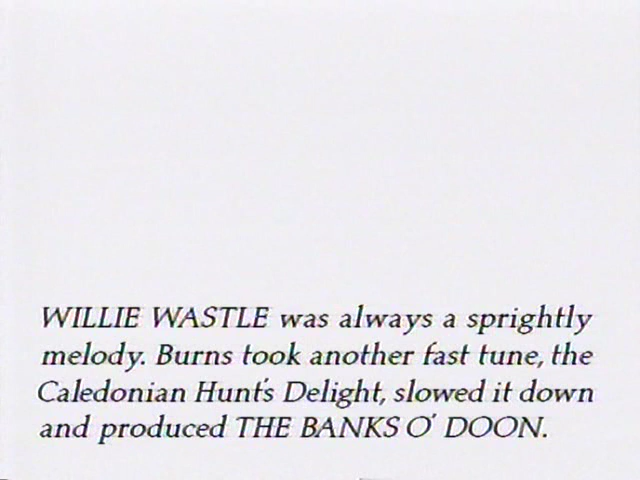 WILLIE WASTLE was always a sprightly
melody. Burns took another fast tune, the
Caledonian Hunt's Delight, slowed it down
and produced THE BANKS O' DOON.